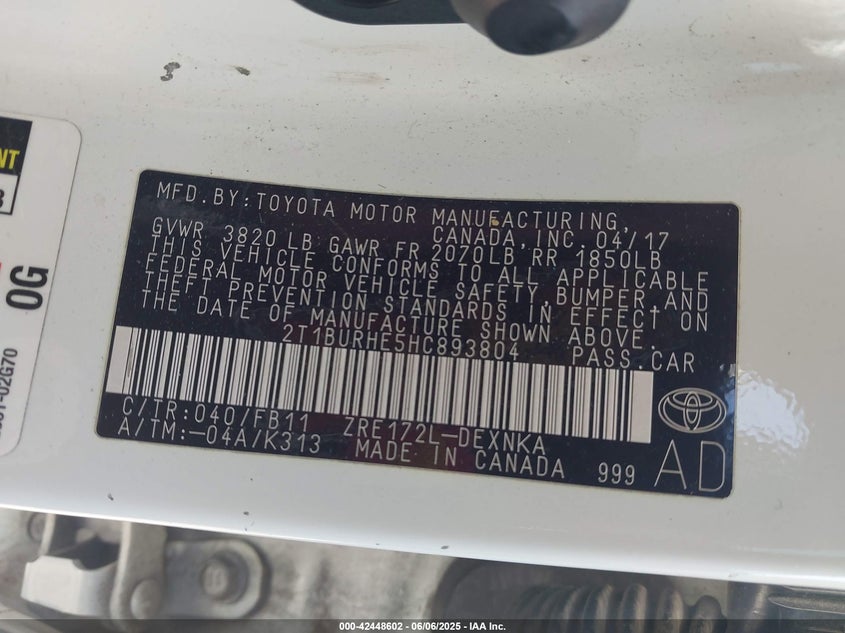 NT
OG
02G70
MFD. BY: TOYOTA MOTOR MANUFACTURING,
CANADA, INC. 04/17
GVWR 3820 LB GAWR FR 2070LB RR 1850LB
THIS VEHICLE CONFORMS TO ALL APPLICABLE
FEDERAL MOTOR VEHICLE SAFETY, BUMPER AND
THEFT PREVENTION STANDARDS IN EFFECT ON
THE DATE OF MANUFACTURE SHOWN ABOVE.
2T1BURHE5HC893804 PASS.CAR
C/TR:040/FB11 ZRE172L-DEXNKA
A/TM:-04A/K313 MADE IN CANADA 999 AD
000-42448602 - 06/06/2025 - IAA Inc.